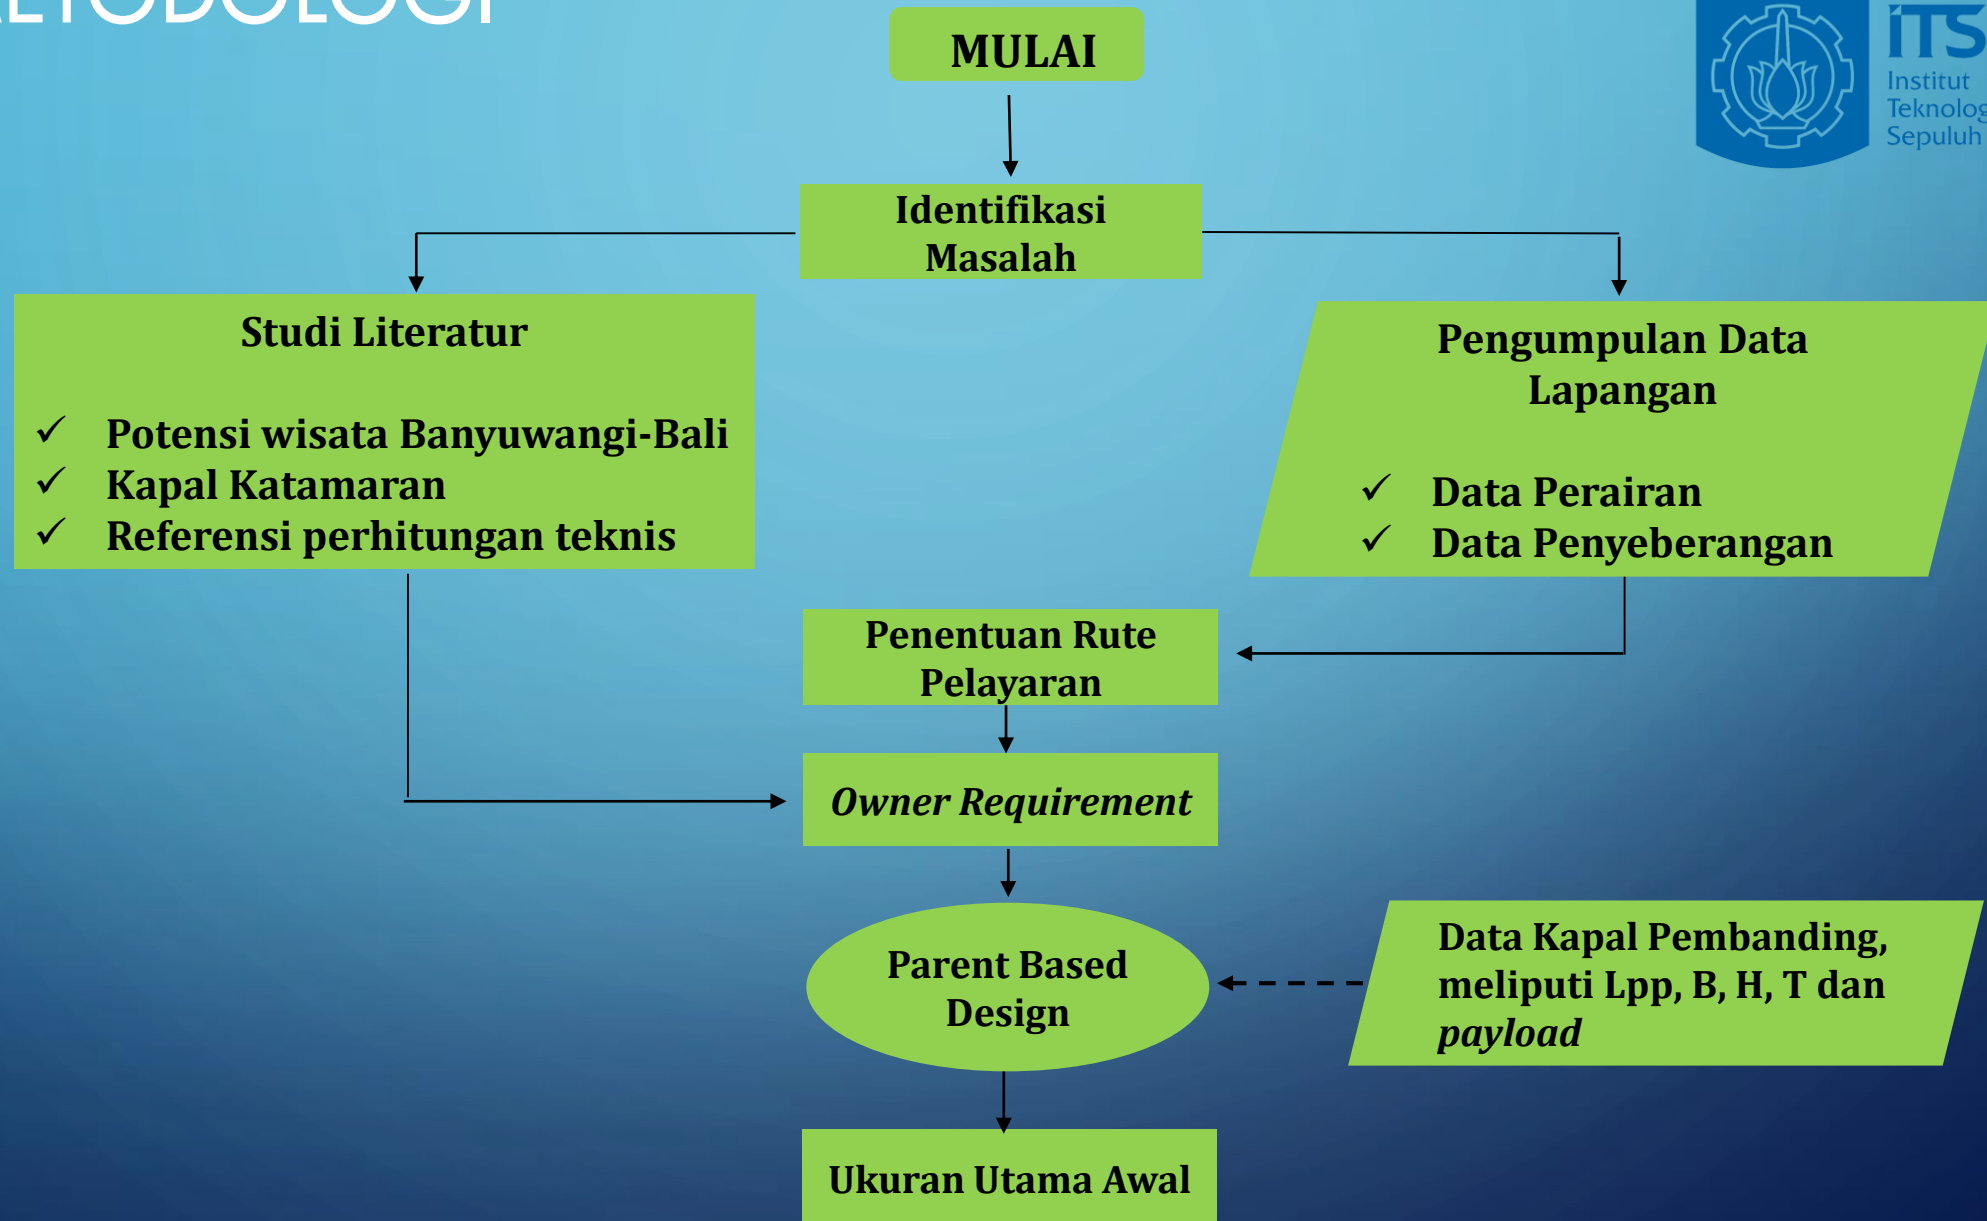 MULAI
iTS
Institut
Sepuluh
Identifikasi
Masalah
Studi Literatur
✓ Potensi wisata Banyuwangi-Bali
✓ Kapal Katamaran
✓ Referensi perhitungan teknis
Pengumpulan Data
Lapangan
✓ Data Perairan
✓ Data Penyeberangan
Penentuan Rute
Pelayaran
Owner Requirement
Parent Based
Design
Data Kapal Pembanding,
meliputi Lpp, B, H, T dan
payload
Ukuran Utama Awal